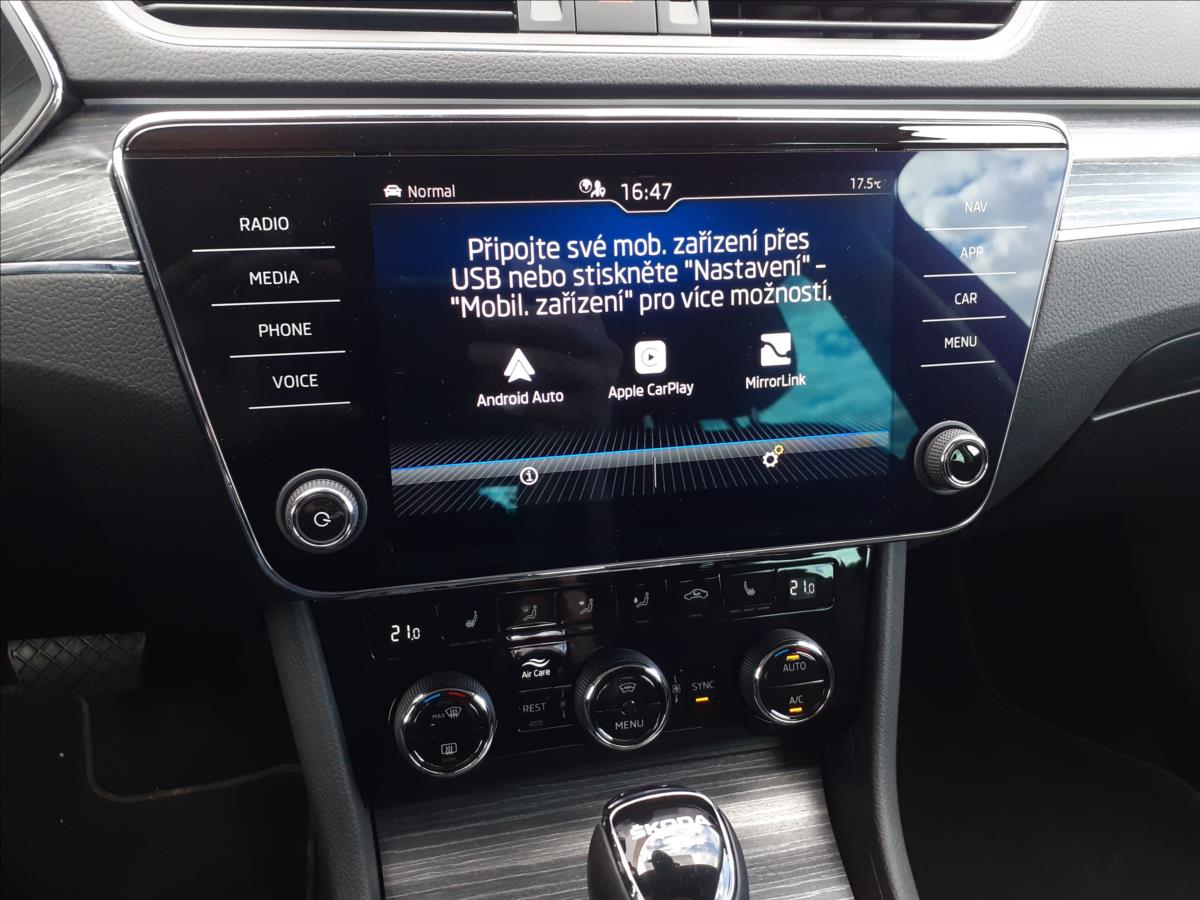 Normal
16:47
17.5°C
RADIO
MEDIA
PHONE
VOICE
Připojte své mob. zařízení přes
USB nebo stiskněte "Nastavení" –
"Mobil. zařízení" pro více možností.
Android Auto
Apple CarPlay
MirrorLink
NAV
APP
CAR
MENU
21.0
21.0
Air Care
REST
MAX
MENU
SYNC
AUTO
A/C
ŠKODA